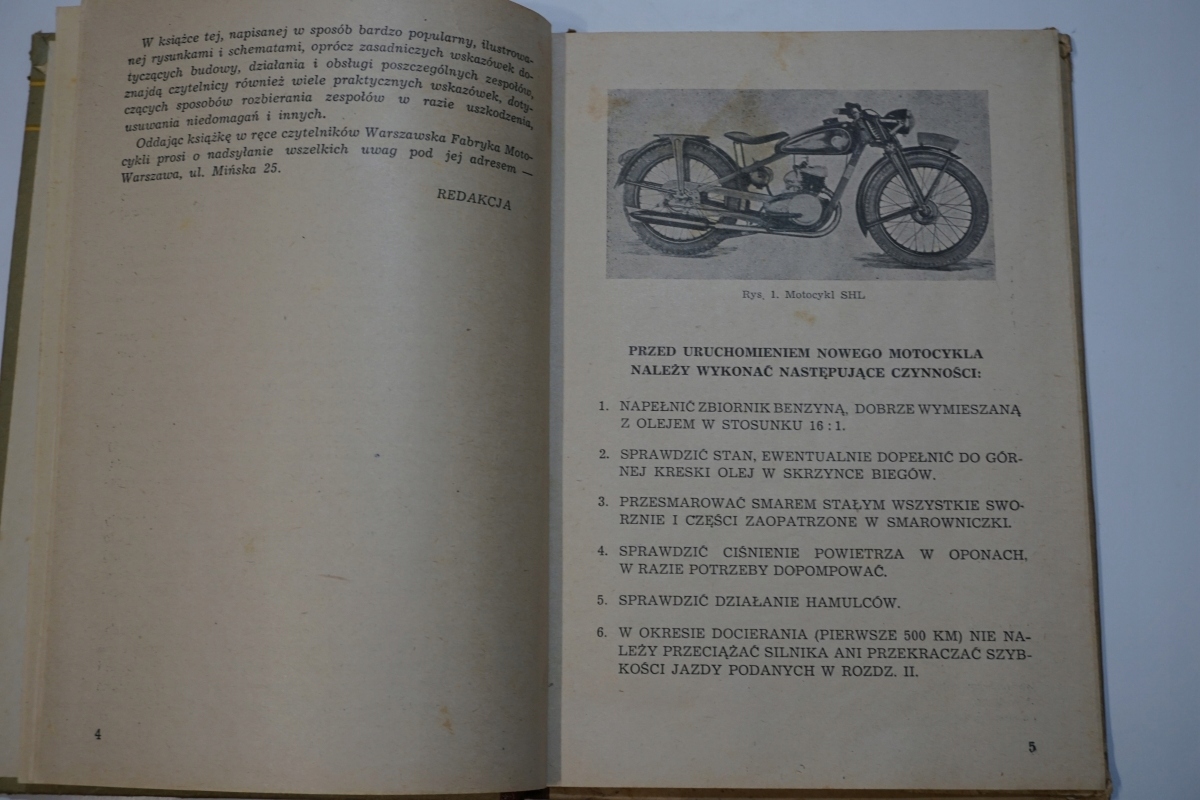 W książce tej, napisanej w sposób bardzo popularny, ilustrowa-
nej rysunkami i schematami, oprócz zasadniczych wskazówek do-
tyczących budowy, działania i obsługi poszczególnych zespołów,
znajdą czytelnicy również wiele praktycznych wskazówek, doty-
czących sposobów rozbierania zespołów w razie uszkodzenia,
usuwania niedomagań i innych.
Oddając książkę w ręce czytelników Warszawska Fabryka Moto-
cykli prosi o nadsyłanie wszelkich uwag pod jej adresem —
Warszawa, ul. Mińska 25.
REDAKCJA
4
Rys. 1. Motocykl SHL
PRZED URUCHOMIENIEM NOWEGO MOTOCYKLA
NALEŻY WYKONAĆ NASTĘPUJĄCE CZYNNOŚCI:
1. NAPEŁNIĆ ZBIORNIK BENZYNĄ, DOBRZE WYMIESZANĄ
Z OLEJEM W STOSUNKU 16 : 1.
2. SPRAWDZIĆ STAN, EWENTUALNIE DOPEŁNIĆ DO GÓR-
NEJ KRESKI OLEJ W SKRZYNCE BIEGÓW.
3. PRZESMAROWAĆ SMAREM STAŁYM WSZYSTKIE SWO-
RZNIE I CZĘŚCI ZAOPATRZONE W SMAROWNICZKI.
4. SPRAWDZIĆ CIŚNIENIE POWIETRZA W OPONACH,
W RAZIE POTRZEBY DOPOMPOWAĆ.
5. SPRAWDZIĆ DZIAŁANIE HAMULCÓW.
6. W OKRESIE DOCIERANIA (PIERWSZE 500 KM) NIE NA-
LEŻY PRZECIĄŻAĆ SILNIKA ANI PRZEKRACZAĆ SZYB-
KOŚCI JAZDY PODANYCH W ROZDZ. II.
5